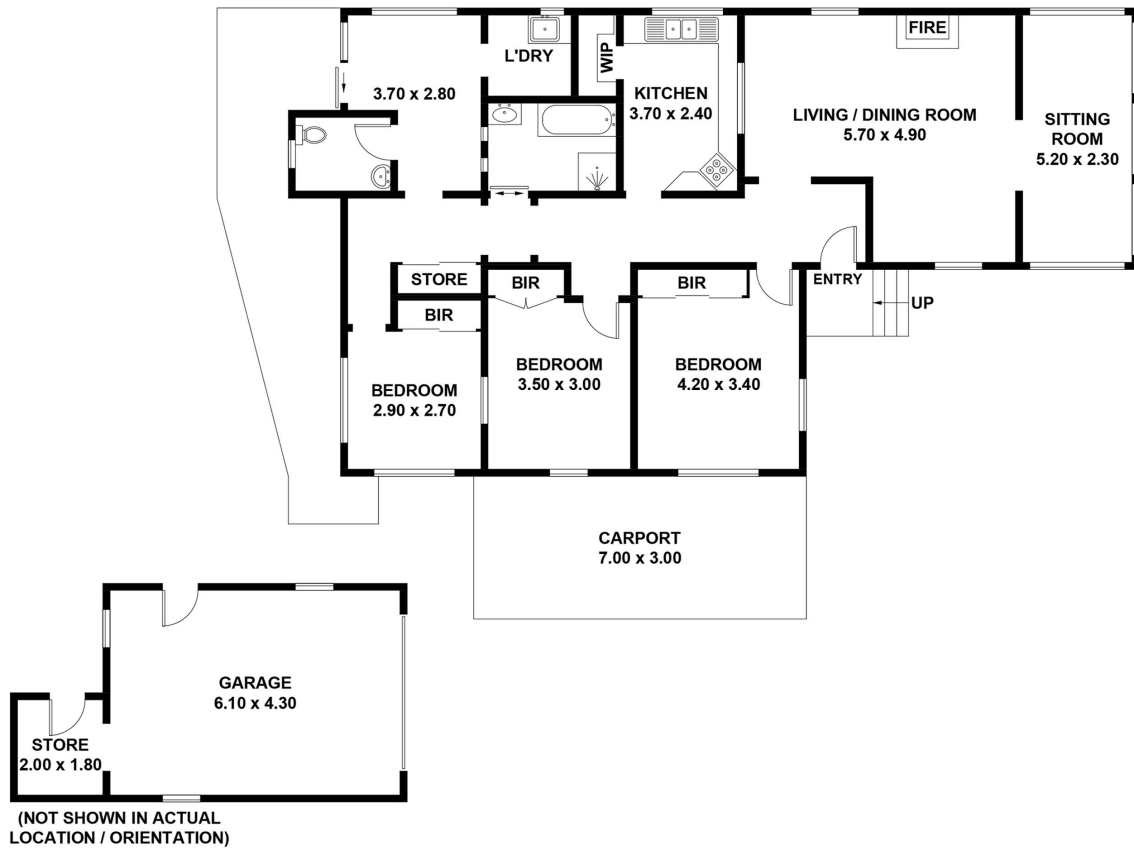 FIRE
L'DRY
WIP
3.70 x 2.80
KITCHEN
3.70 x 2.40
LIVING / DINING ROOM
5.70 x 4.90
SITTING
ROOM
5.20 x 2.30
STORE
BIR
BIR
ENTRY
UP
BIR
BEDROOM
2.90 x 2.70
BEDROOM
3.50 x 3.00
BEDROOM
4.20 x 3.40
CARPORT
7.00 x 3.00
GARAGE
6.10 x 4.30
STORE
2.00 x 1.80
(NOT SHOWN IN ACTUAL
LOCATION / ORIENTATION)